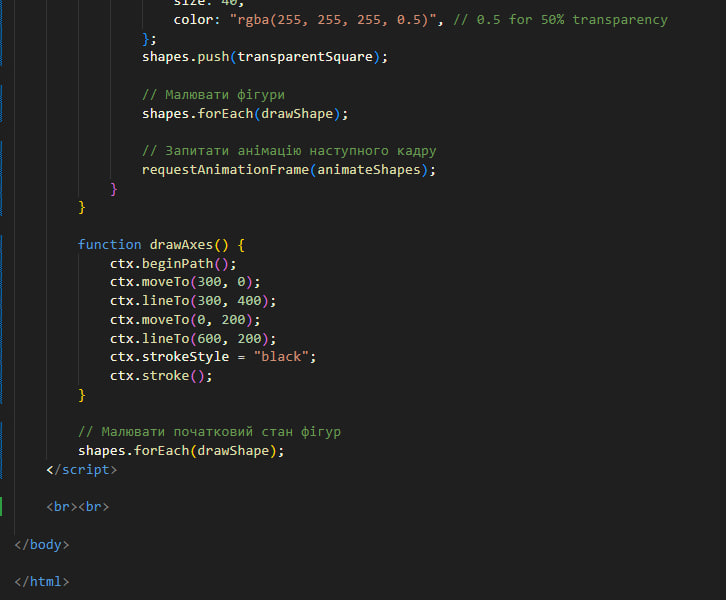 size: 40,
color: "rgba(255, 255, 255, 0.5)", // 0.5 for 50% transparency
};
shapes.push(transparentSquare);
// Малювати фігури
shapes.forEach(drawShape);
// Запитати анімацію наступного кадру
requestAnimationFrame(animateShapes);
}
}
function drawAxes() {
ctx.beginPath();
ctx.moveTo(300, 0);
ctx.lineTo(300, 400);
ctx.moveTo(0, 200);
ctx.lineTo(600, 200);
ctx.strokeStyle = "black";
ctx.stroke();
}
// Малювати початковий стан фігур
shapes.forEach(drawShape);
</script>
<br><br>
</body>
</html>